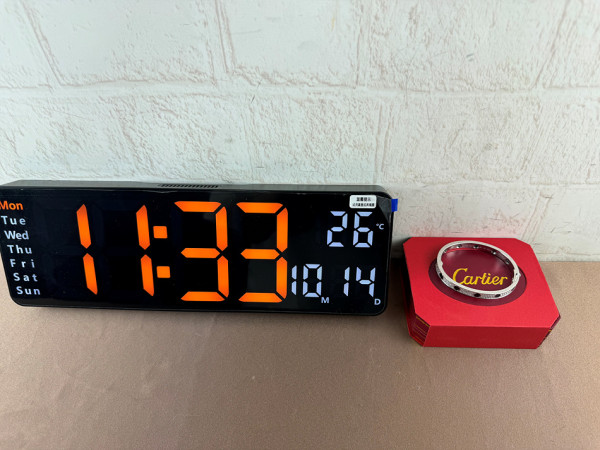 Mon
Tue
Wed
Thu
Fri
Sat
Sun
11:33
26 °C
10 M 14 D
Cartier